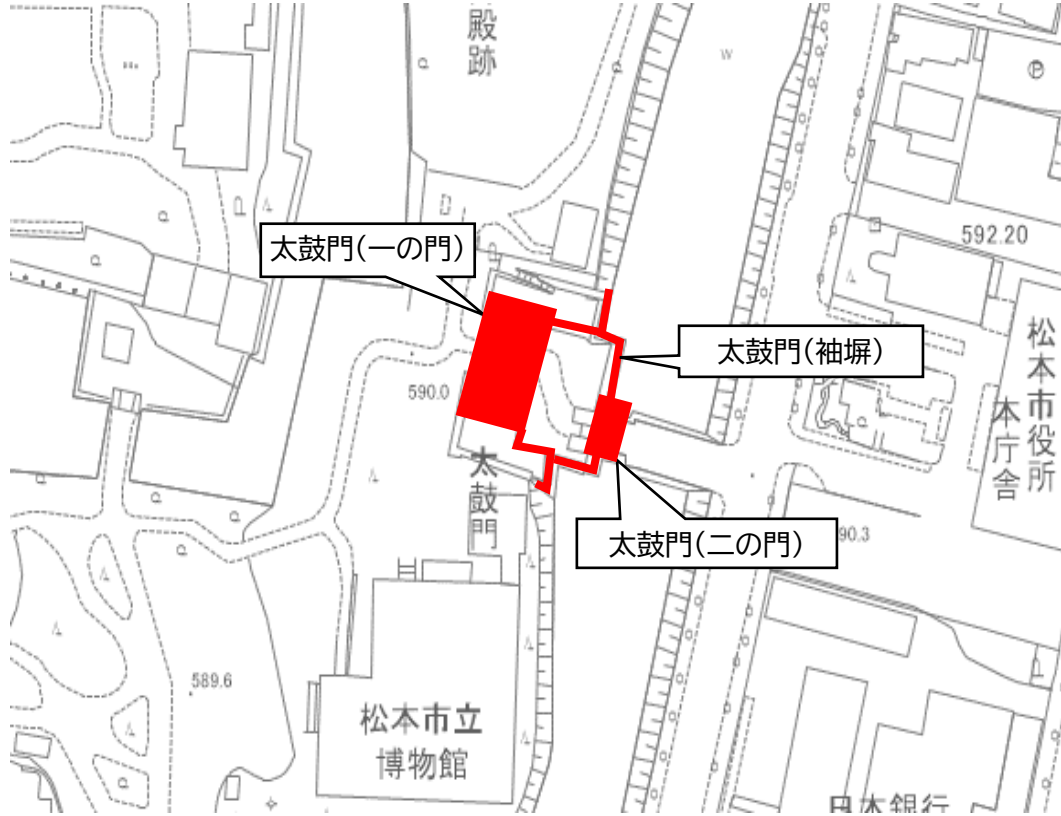 殿跡
592.20
太鼓門(一の門)
太鼓門(袖塀)
松本市役所
本庁舎
590.0
太鼓門
太鼓門(二の門)
90.3
589.6
松本市立
博物館
日本銀行
W
P